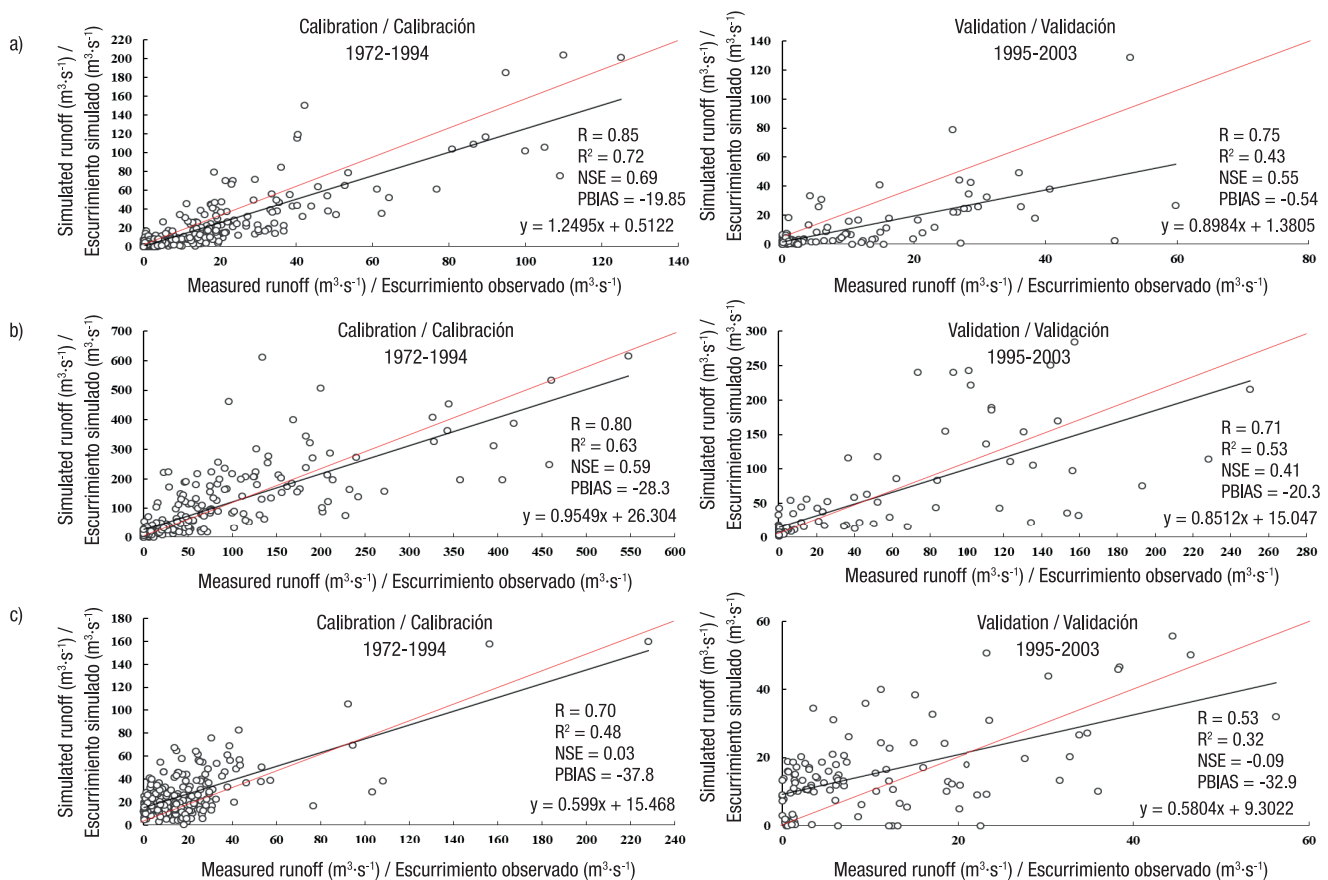 a)
Calibration / Calibración
1972-1994
Simulated runoff (m³·s⁻¹) /
Escurrimiento simulado (m³·s⁻¹)
220
200
180
160
140
120
100
80
60
40
20
0
R = 0.85
R² = 0.72
NSE = 0.69
PBIAS = -19.85
y = 1.2495x + 0.5122
0 20 40 60 80 100 120 140
Measured runoff (m³·s⁻¹) / Escurrimiento observado (m³·s⁻¹)
Validation / Validación
1995-2003
Simulated runoff (m³·s⁻¹) /
Escurrimiento simulado (m³·s⁻¹)
140
120
100
80
60
40
20
0
R = 0.75
R² = 0.43
NSE = 0.55
PBIAS = -0.54
y = 0.8984x + 1.3805
0 20 40 60 80
Measured runoff (m³·s⁻¹) / Escurrimiento observado (m³·s⁻¹)
b)
Calibration / Calibración
1972-1994
Simulated runoff (m³·s⁻¹) /
Escurrimiento simulado (m³·s⁻¹)
700
600
500
400
300
200
100
0
R = 0.80
R² = 0.63
NSE = 0.59
PBIAS = -28.3
y = 0.9549x + 26.304
0 50 100 150 200 250 300 350 400 450 500 600
Measured runoff (m³·s⁻¹) / Escurrimiento observado (m³·s⁻¹)
Validation / Validación
1995-2003
Simulated runoff (m³·s⁻¹) /
Escurrimiento simulado (m³·s⁻¹)
300
250
200
150
100
50
0
R = 0.71
R² = 0.53
NSE = 0.41
PBIAS = -20.3
y = 0.8512x + 15.047
0 20 40 60 80 100 120 140 160 180 200 220 240 260 280
Measured runoff (m³·s⁻¹) / Escurrimiento observado (m³·s⁻¹)
c)
Calibration / Calibración
1972-1994
Simulated runoff (m³·s⁻¹) /
Escurrimiento simulado (m³·s⁻¹)
180
160
140
120
100
80
60
40
20
0
R = 0.70
R² = 0.48
NSE = 0.03
PBIAS = -37.8
y = 0.599x + 15.468
0 20 40 60 80 100 120 140 160 180 200 220 240
Measured runoff (m³·s⁻¹) / Escurrimiento observado (m³·s⁻¹)
Validation / Validación
1995-2003
Simulated runoff (m³·s⁻¹) /
Escurrimiento simulado (m³·s⁻¹)
60
40
20
0
R = 0.53
R² = 0.32
NSE = -0.09
PBIAS = -32.9
y = 0.5804x + 9.3022
0 20 40 60
Measured runoff (m³·s⁻¹) / Escurrimiento observado (m³·s⁻¹)